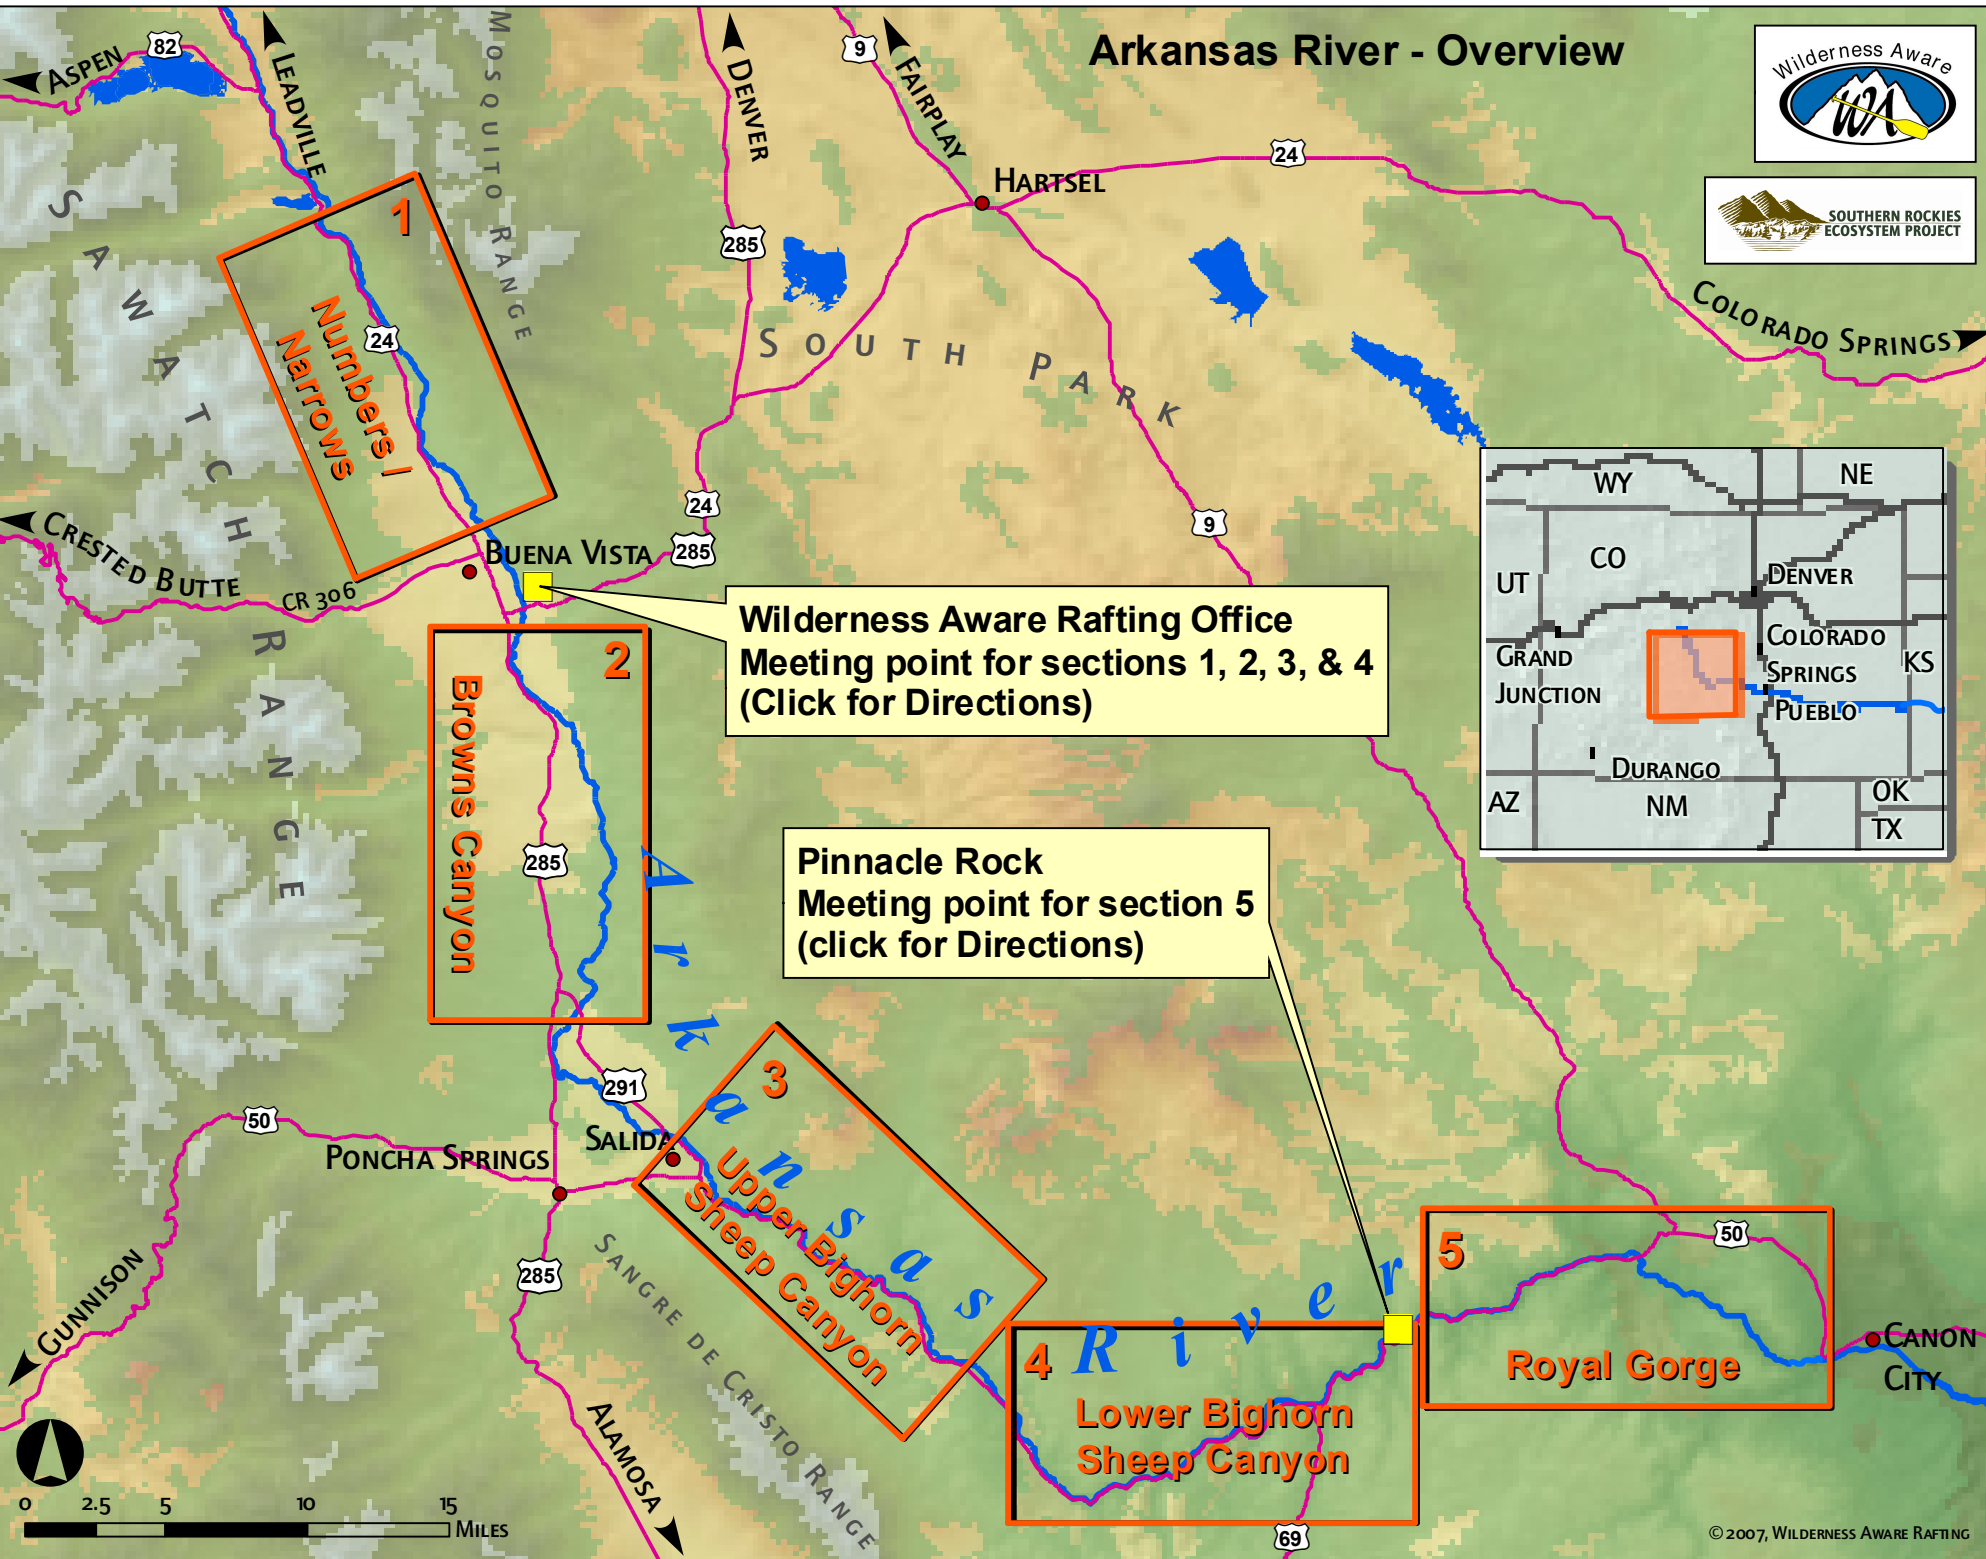 Arkansas River - Overview
Wilderness Aware
WA
SOUTHERN ROCKIES
ECOSYSTEM PROJECT
ASPEN
82
LEADVILLE
MOSQUITO RANGE
DENVER
9
FAIRPLAY
HARTSEL
24
285
COLORADO SPRINGS
SAWATCH RANGE
SOUTH PARK
1
Numbers /
Narrows
24
24
285
9
CRESTED BUTTE
CR 306
BUENA VISTA
Wilderness Aware Rafting Office
Meeting point for sections 1, 2, 3, & 4
(Click for Directions)
WY
NE
CO
UT
DENVER
COLORADO
SPRINGS
GRAND
JUNCTION
KS
PUEBLO
DURANGO
AZ
NM
OK
TX
2
Browns Canyon
285
Pinnacle Rock
Meeting point for section 5
(click for Directions)
Arkansas River
291
3
Upper Bighorn
Sheep Canyon
50
PONCHA SPRINGS
SALIDA
285
GUNNISON
SANGRE DE CRISTO RANGE
ALAMOSA
4
Lower Bighorn
Sheep Canyon
69
5
50
Royal Gorge
CANON
CITY
0 2.5 5 10 15
MILES
© 2007, WILDERNESS AWARE RAFTING